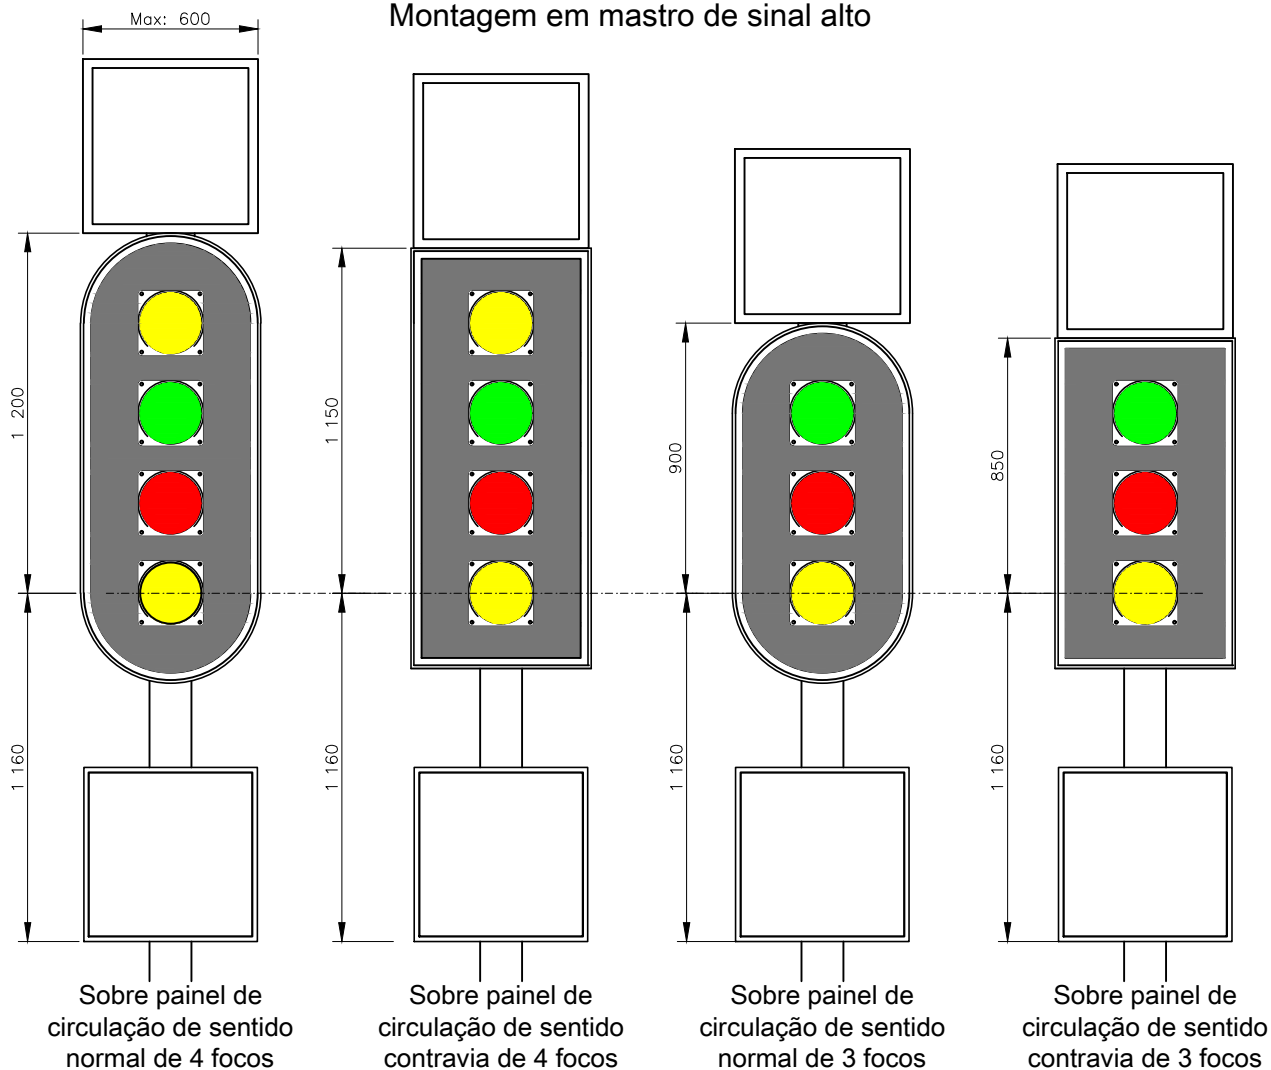 Montagem em mastro de sinal alto
Max: 600
1 200
1 150
900
850
1 160
1 160
1 160
1 160
Sobre painel de
circulação de sentido
normal de 4 focos
Sobre painel de
circulação de sentido
contravia de 4 focos
Sobre painel de
circulação de sentido
normal de 3 focos
Sobre painel de
circulação de sentido
contravia de 3 focos